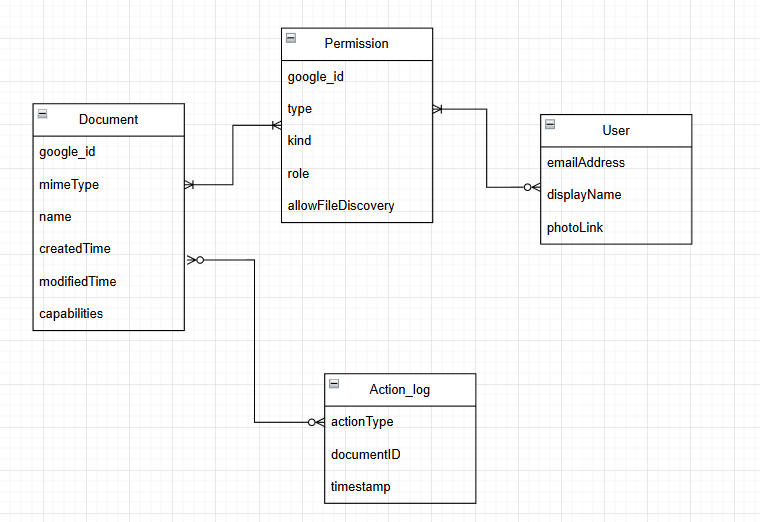 Permission
google_id
type
kind
role
allowFileDiscovery
Document
google_id
mimeType
name
createdTime
modifiedTime
capabilities
User
emailAddress
displayName
photoLink
Action_log
actionType
documentID
timestamp